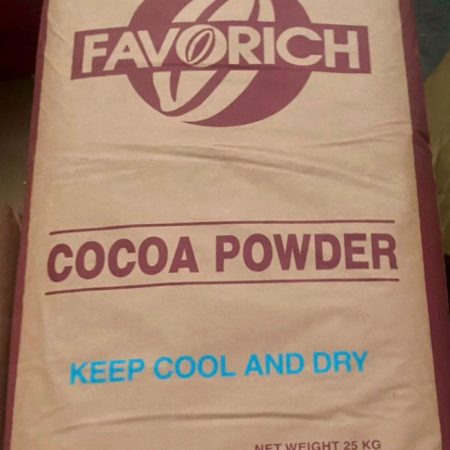 FAVORICH
COCOA POWDER
KEEP COOL AND DRY
NET WEIGHT 25 KG